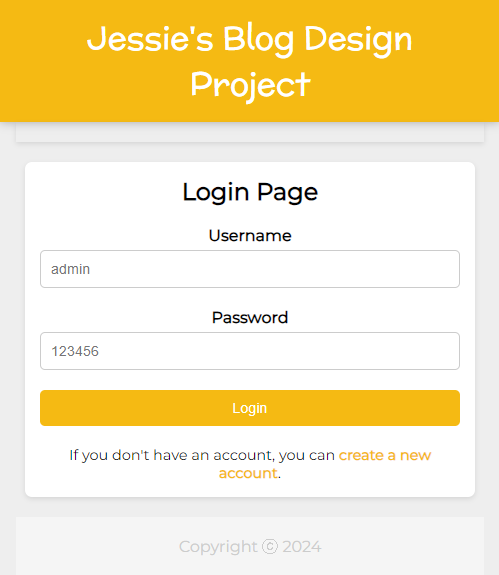 Jessie's Blog Design
Project
Login Page
Username
admin
Password
123456
Login
If you don't have an account, you can create a new
account.
Copyright ⓒ 2024